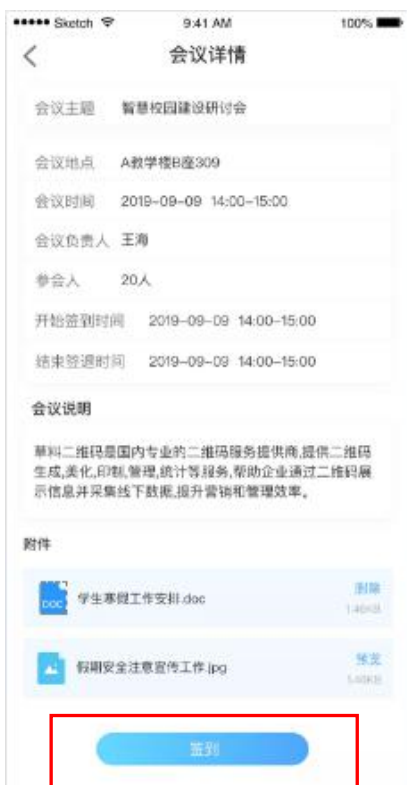 Sketch 9:41 AM 100%
会议详情
会议主题 智慧校园建设研讨会
会议地点 A教学楼B座309
会议时间 2019-09-09 14:00-15:00
会议负责人 王海
参会人 20人
开始签到时间 2019-09-09 14:00-15:00
结束签退时间 2019-09-09 14:00-15:00
会议说明
草料二维码是国内专业的二维码服务提供商,提供二维码
生成,美化,印制,管理,统计等服务,帮助企业通过二维码展
示信息并采集线下数据,提升营销和管理效率。
附件
DOC 学生寒假工作安排.doc 删除
1.46KB
假期安全注意宣传工作.jpg 预览
签到